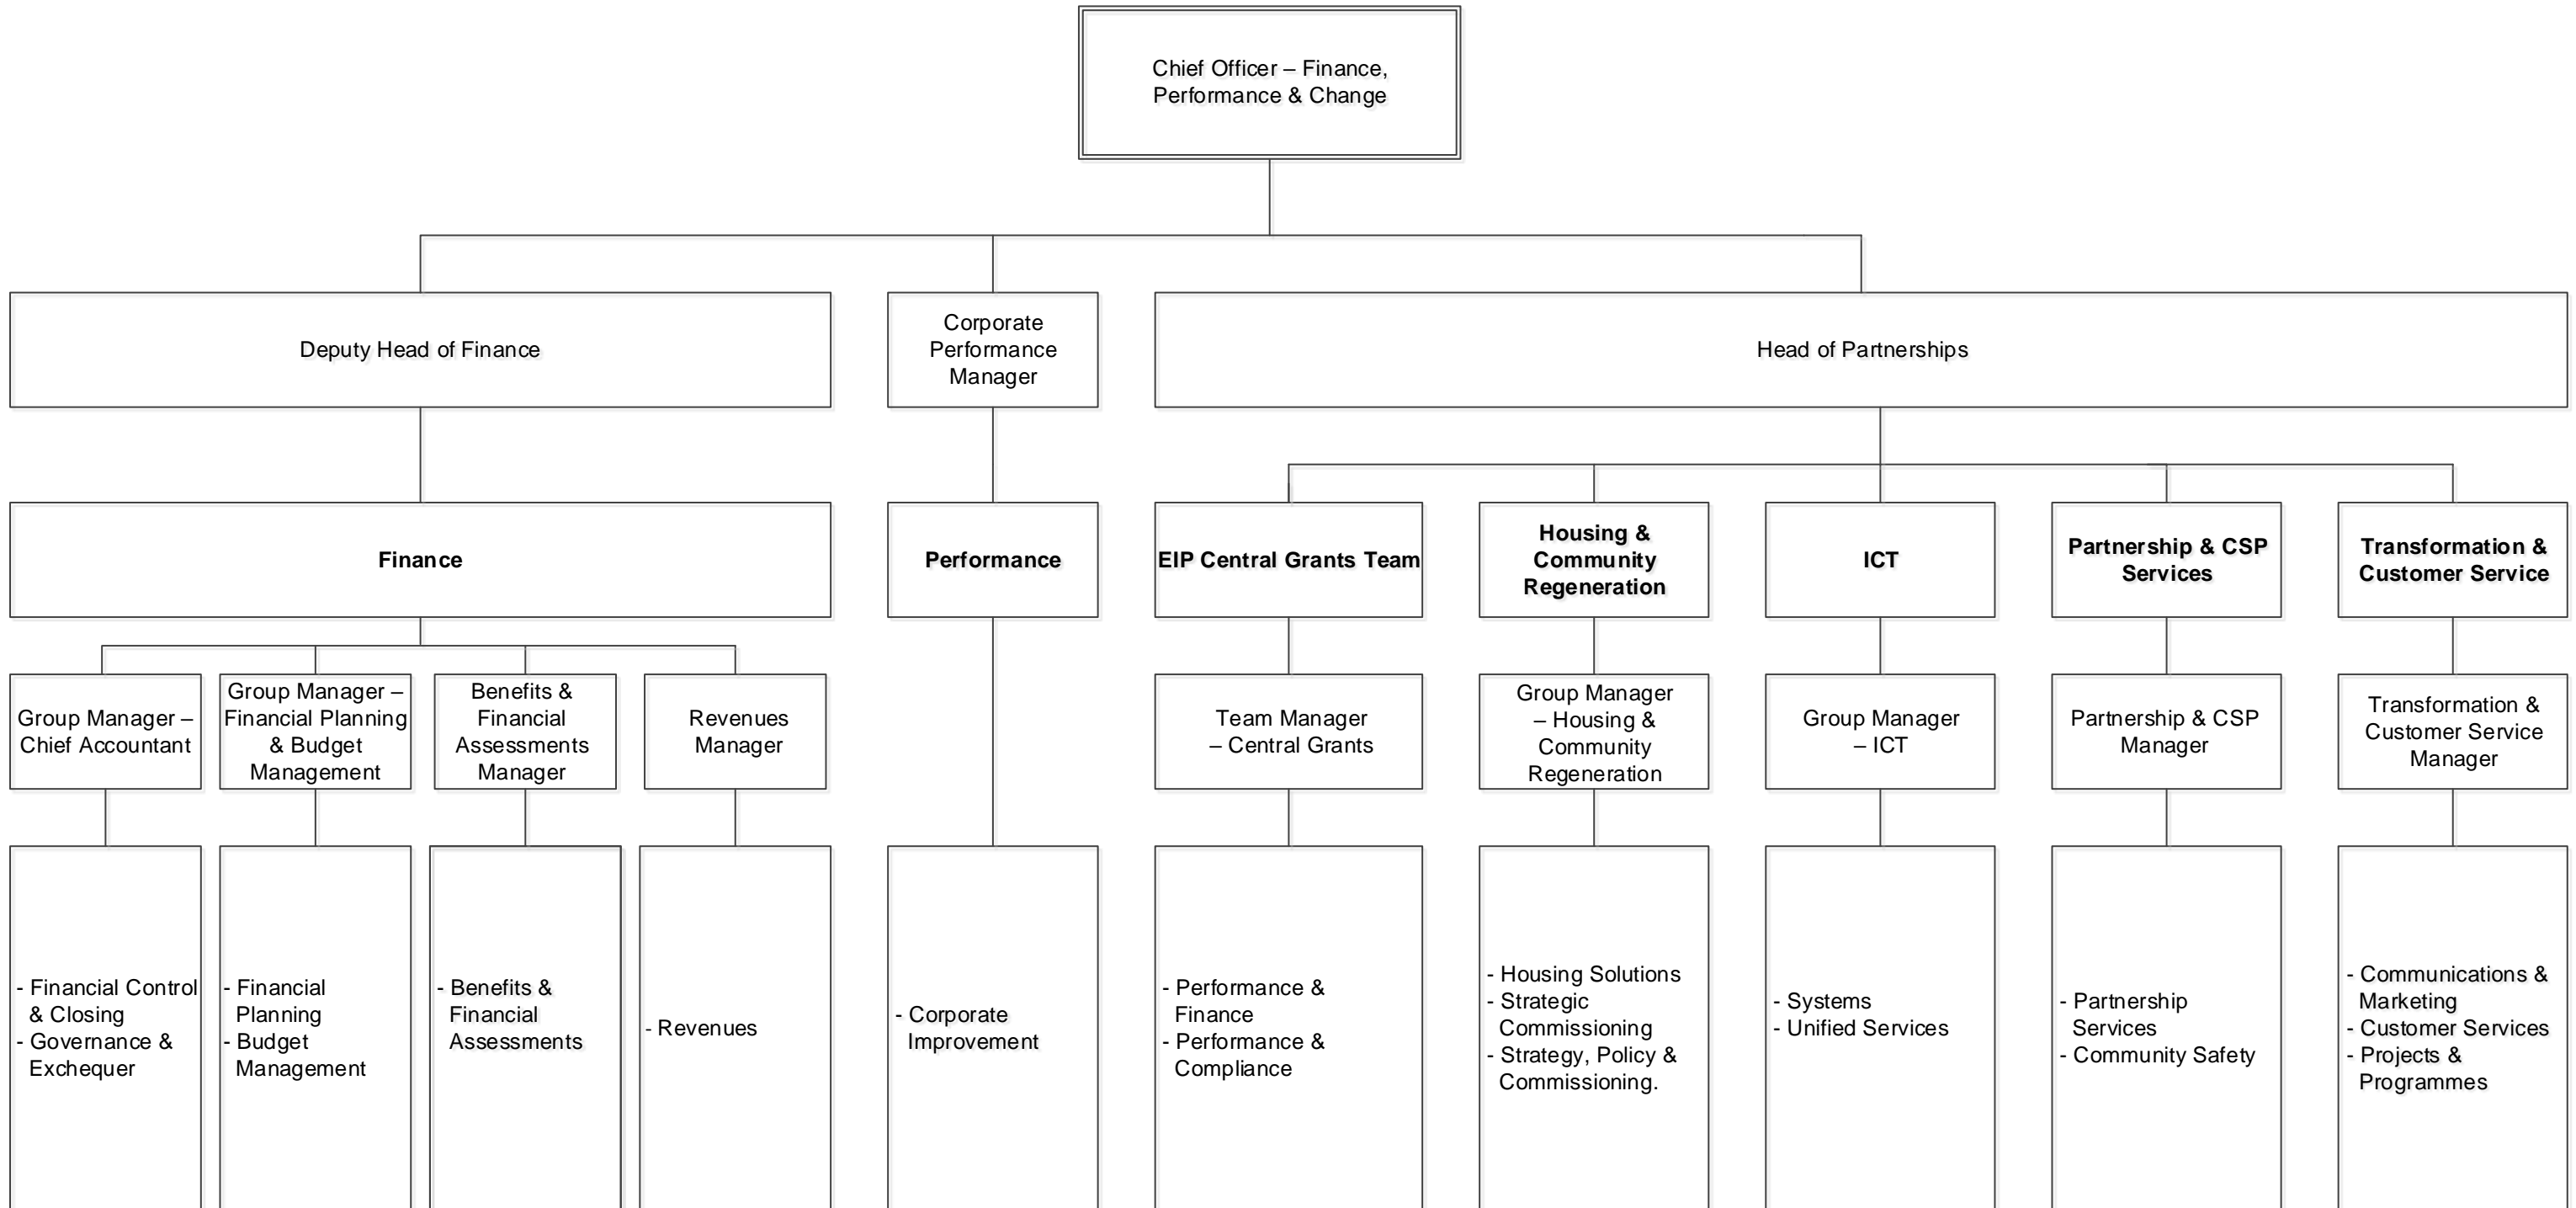 Chief Officer – Finance,
Performance & Change
Deputy Head of Finance
Corporate
Performance
Manager
Head of Partnerships
Finance
Performance
EIP Central Grants Team
Housing &
Community
Regeneration
ICT
Partnership & CSP
Services
Transformation &
Customer Service
Group Manager –
Chief Accountant
Group Manager –
Financial Planning
& Budget
Management
Benefits &
Financial
Assessments
Manager
Revenues
Manager
Team Manager
– Central Grants
Group Manager
– Housing &
Community
Regeneration
Group Manager
– ICT
Partnership & CSP
Manager
Transformation &
Customer Service
Manager
- Financial Control
& Closing
- Governance &
Exchequer
- Financial
Planning
- Budget
Management
- Benefits &
Financial
Assessments
- Revenues
- Corporate
Improvement
- Performance &
Finance
- Performance &
Compliance
- Housing Solutions
- Strategic
Commissioning
- Strategy, Policy &
Commissioning.
- Systems
- Unified Services
- Partnership
Services
- Community Safety
- Communications &
Marketing
- Customer Services
- Projects &
Programmes